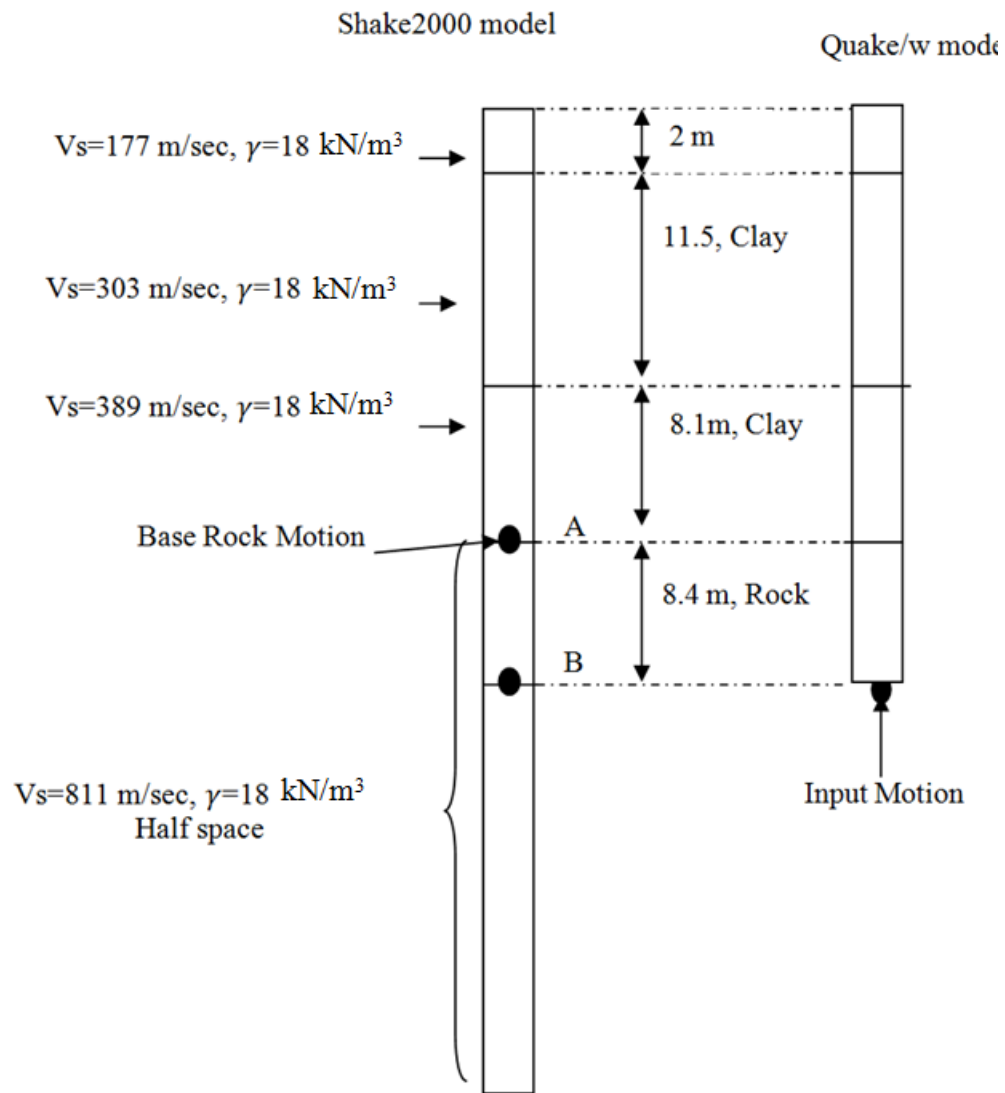 Shake2000 model
Quake/w mode
Vs=177 m/sec, γ=18 kN/m³
2 m
11.5, Clay
Vs=303 m/sec, γ=18 kN/m³
Vs=389 m/sec, γ=18 kN/m³
8.1m, Clay
Base Rock Motion
A
8.4 m, Rock
B
Vs=811 m/sec, γ=18 kN/m³
Half space
Input Motion